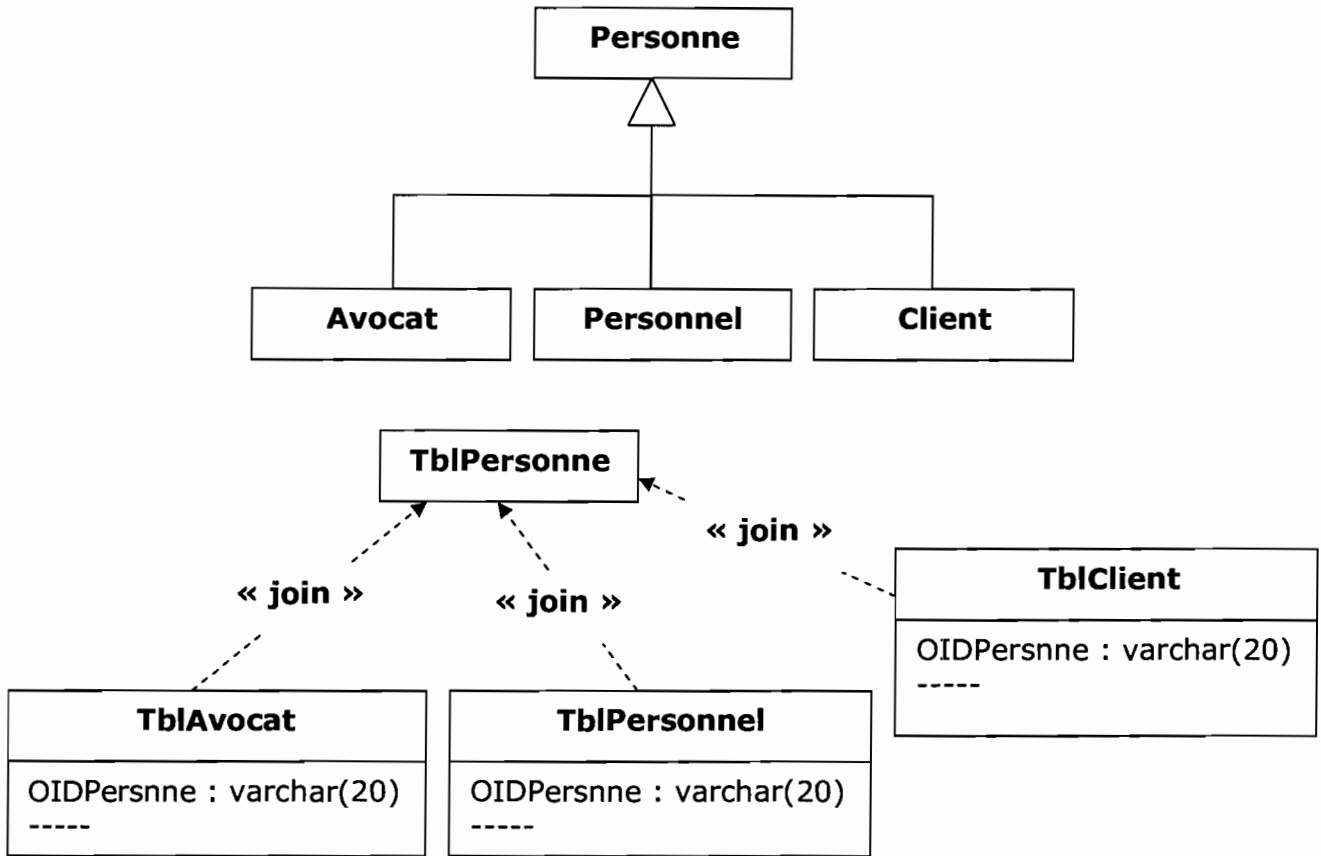 Personne
Avocat
Personnel
Client
TblPersonne
« join »
« join »
« join »
TblClient
OIDPersnne : varchar(20)
-----
TblAvocat
OIDPersnne : varchar(20)
-----
TblPersonnel
OIDPersnne : varchar(20)
-----